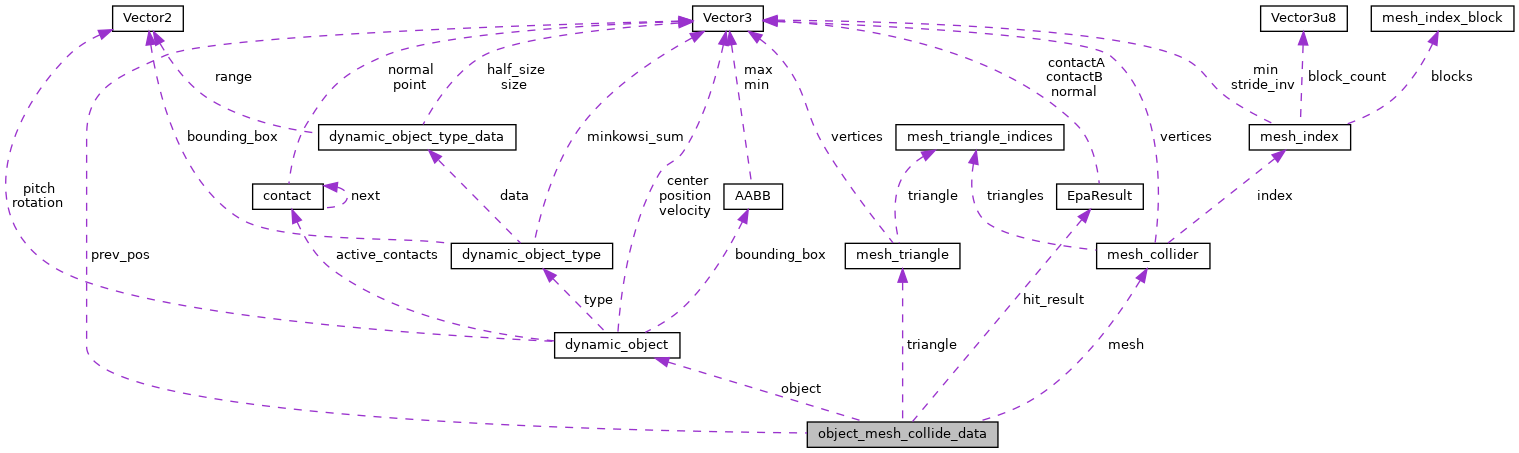 Vector2
Vector3
Vector3u8
mesh_index_block
range
normal
point
half_size
size
max
min
contactA
contactB
normal
min
stride_inv
block_count
blocks
bounding_box
dynamic_object_type_data
minkowsi_sum
vertices
mesh_triangle_indices
vertices
mesh_index
pitch
rotation
contact
next
data
center
position
velocity
AABB
triangle
triangles
EpaResult
index
prev_pos
active_contacts
dynamic_object_type
bounding_box
mesh_triangle
mesh_collider
type
hit_result
dynamic_object
triangle
mesh
object
object_mesh_collide_data